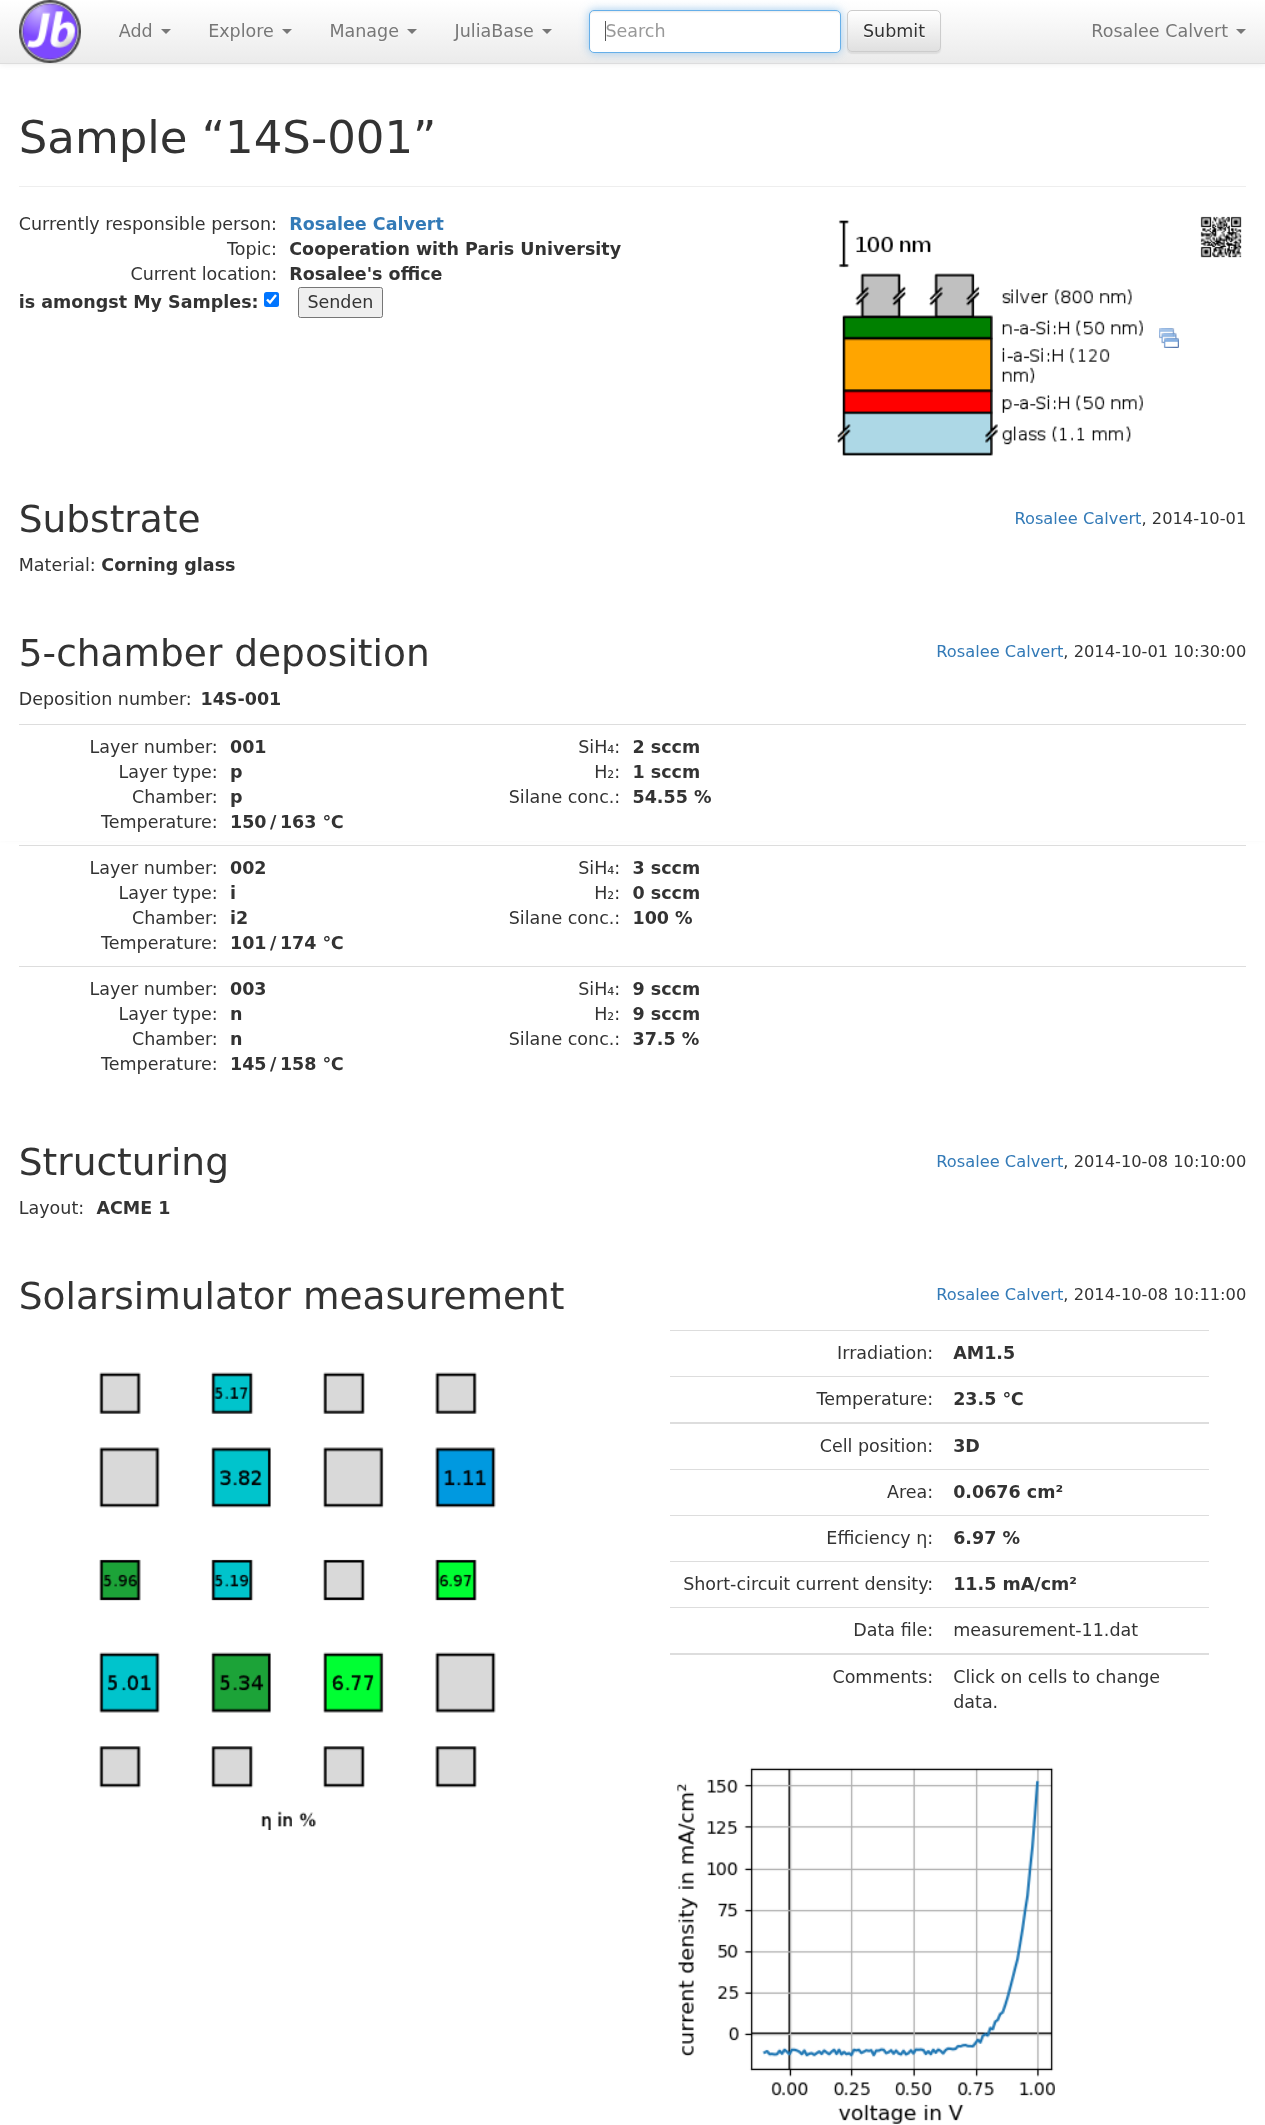 Jb Add Explore Manage JuliaBase Search Submit Rosalee Calvert
Sample “14S-001”
Currently responsible person: Rosalee Calvert
Topic: Cooperation with Paris University
Current location: Rosalee's office
is amongst My Samples: Senden
100 nm
silver (800 nm)
n-a-Si:H (50 nm)
i-a-Si:H (120
nm)
p-a-Si:H (50 nm)
glass (1.1 mm)
Substrate Rosalee Calvert, 2014-10-01
Material: Corning glass
5-chamber deposition Rosalee Calvert, 2014-10-01 10:30:00
Deposition number: 14S-001
Layer number: 001 SiH₄: 2 sccm
Layer type: p H₂: 1 sccm
Chamber: p Silane conc.: 54.55 %
Temperature: 150 / 163 °C
Layer number: 002 SiH₄: 3 sccm
Layer type: i H₂: 0 sccm
Chamber: i2 Silane conc.: 100 %
Temperature: 101 / 174 °C
Layer number: 003 SiH₄: 9 sccm
Layer type: n H₂: 9 sccm
Chamber: n Silane conc.: 37.5 %
Temperature: 145 / 158 °C
Structuring Rosalee Calvert, 2014-10-08 10:10:00
Layout: ACME 1
Solarsimulator measurement Rosalee Calvert, 2014-10-08 10:11:00
5.17
3.82 1.11
5.96 5.19 6.97
5.01 5.34 6.77
η in %
Irradiation: AM1.5
Temperature: 23.5 °C
Cell position: 3D
Area: 0.0676 cm²
Efficiency η: 6.97 %
Short-circuit current density: 11.5 mA/cm²
Data file: measurement-11.dat
Comments: Click on cells to change
data.
current density in mA/cm²
150
125
100
75
50
25
0
0.00 0.25 0.50 0.75 1.00
voltage in V